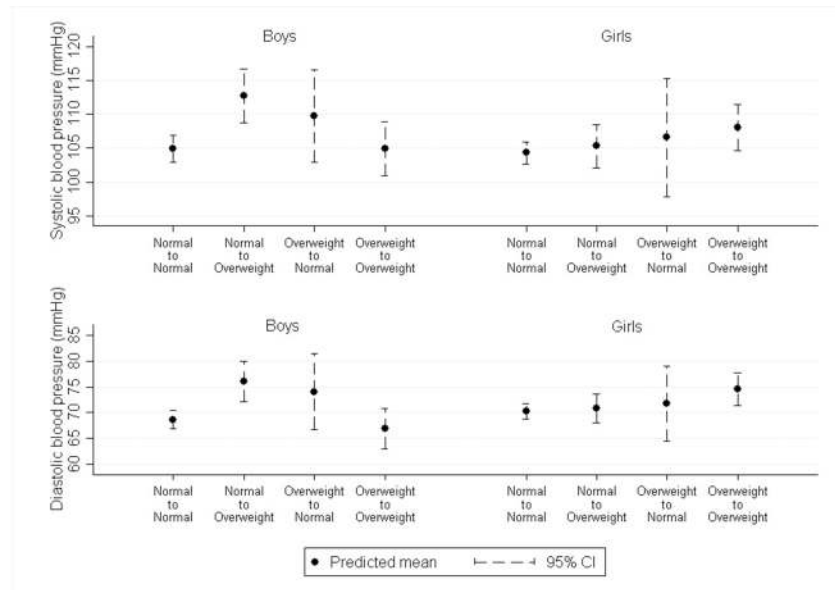 Boys Girls
Systolic blood pressure (mmHg)
120
115
110
105
100
95
Normal Normal Overweight Overweight Normal Normal Overweight Overweight
to to to to to to to to
Normal Overweight Normal Overweight Normal Overweight Normal Overweight
Boys Girls
Diastolic blood pressure (mmHg)
85
80
75
70
65
60
Normal Normal Overweight Overweight Normal Normal Overweight Overweight
to to to to to to to to
Normal Overweight Normal Overweight Normal Overweight Normal Overweight
Predicted mean 95% CI